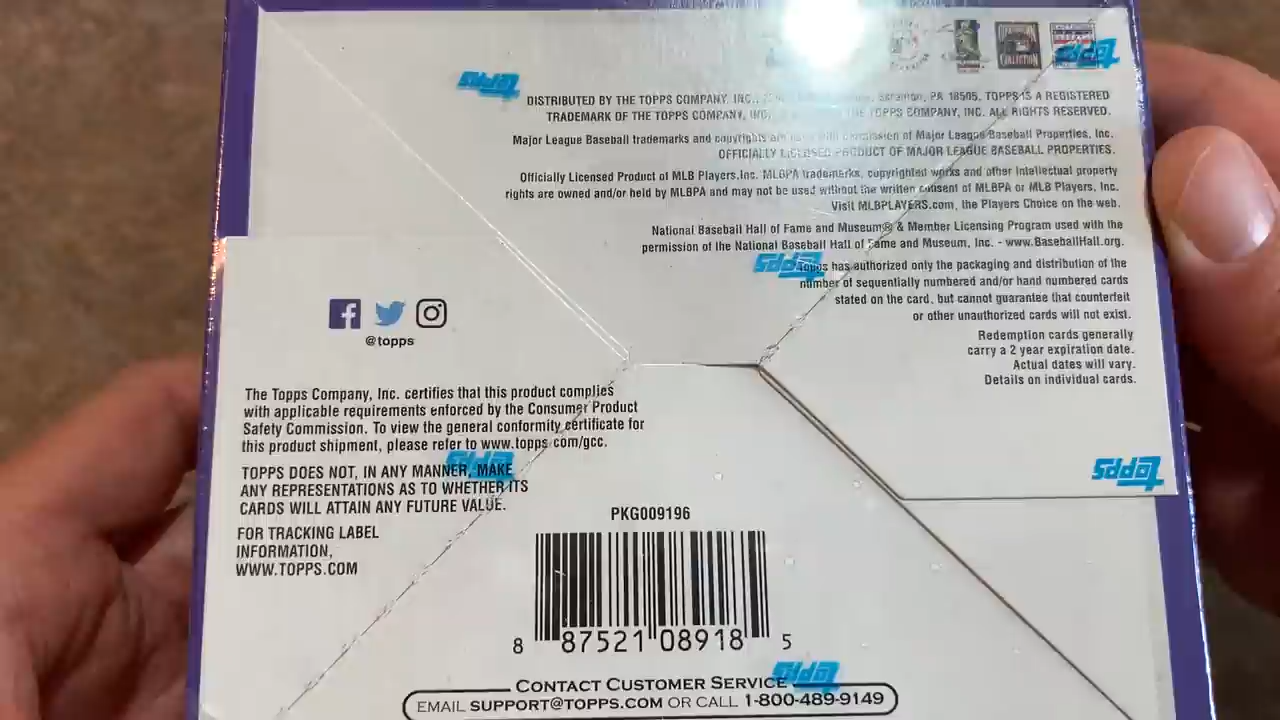 topps
topps
COLLECTION
DISTRIBUTED BY THE TOPPS COMPANY, INC., PA 18505. TOPPS IS A REGISTERED
TRADEMARK OF THE TOPPS COMPANY, INC. THE TOPPS COMPANY, INC. ALL RIGHTS RESERVED.
Major League Baseball trademarks and copyrights are used with permission of Major League Baseball Properties, Inc.
OFFICIALLY LICENSED PRODUCT OF MAJOR LEAGUE BASEBALL PROPERTIES.
Officially Licensed Product of MLB Players,Inc. MLBPA trademarks, copyrighted works and other intellectual property
rights are owned and/or held by MLBPA and may not be used without the written consent of MLBPA or MLB Players, Inc.
Visit MLBPLAYERS.com, the Players Choice on the web.
National Baseball Hall of Fame and Museum® & Member Licensing Program used with the
permission of the National Baseball Hall of Fame and Museum, Inc. - www.BaseballHall.org.
topps
Topps has authorized only the packaging and distribution of the
number of sequentially numbered and/or hand numbered cards
stated on the card, but cannot guarantee that counterfeit
or other unauthorized cards will not exist.
Redemption cards generally
carry a 2 year expiration date.
Actual dates will vary.
Details on individual cards.
topps
@topps
The Topps Company, Inc. certifies that this product complies
with applicable requirements enforced by the Consumer Product
Safety Commission. To view the general conformity certificate for
this product shipment, please refer to www.topps.com/gcc.
topps
TOPPS DOES NOT, IN ANY MANNER, MAKE
ANY REPRESENTATIONS AS TO WHETHER ITS
CARDS WILL ATTAIN ANY FUTURE VALUE.
FOR TRACKING LABEL
INFORMATION,
WWW.TOPPS.COM
PKG009196
8 87521 08918 5
topps
CONTACT CUSTOMER SERVICE
EMAIL SUPPORT@TOPPS.COM OR CALL 1-800-489-9149